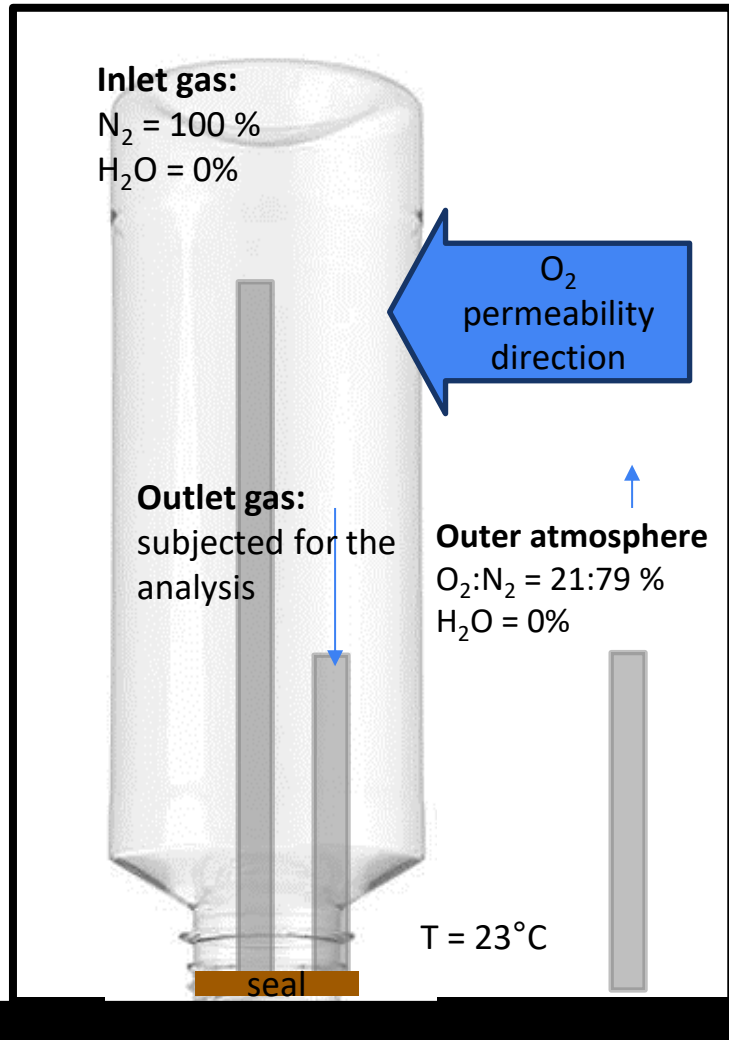 Inlet gas:
N₂ = 100 %
H₂O = 0%
O₂
permeability
direction
Outlet gas:
subjected for the
analysis
Outer atmosphere
O₂:N₂ = 21:79 %
H₂O = 0%
T = 23°C
seal